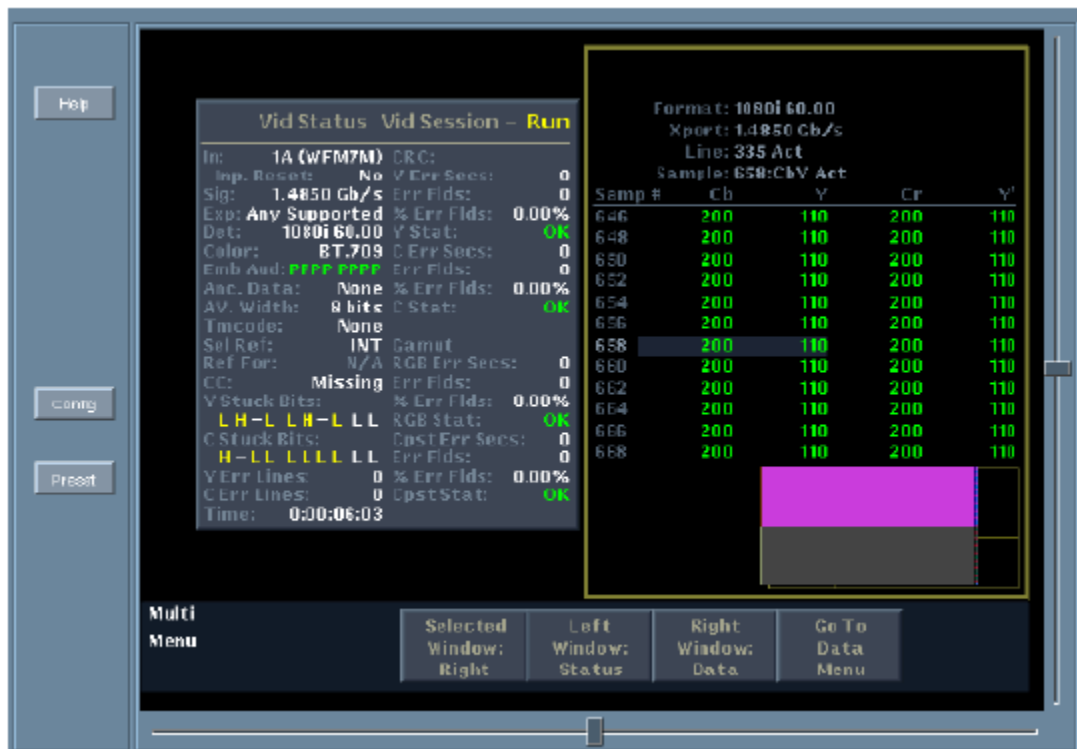 Help
Config
Preset
Vid Status Vid Session – Run
In: 1A (WFM7M) CRC:
Inp. Reset: No Y Err Secs: 0
Sig: 1.4850 Gb/s Err Flds: 0
Exp: Any Supported % Err Flds: 0.00%
Det: 1080i 60.00 Y Stat: OK
Color: BT.709 C Err Secs: 0
Emb Aud: PPPP PPPP Err Flds: 0
Anc. Data: None % Err Flds: 0.00%
AV. Width: 8 bits C Stat: OK
Tmcode: None
Sel Ref: INT Gamut
Ref For: N/A RGB Err Secs: 0
CC: Missing Err Flds: 0
Y Stuck Bits: % Err Flds: 0.00%
LH-L LH-L LL RGB Stat: OK
C Stuck Bits: Cpst Err Secs: 0
H-LL LLLL LL Err Flds: 0
Y Err Lines: 0 % Err Flds: 0.00%
C Err Lines: 0 Cpst Stat: OK
Time: 0:00:06:03
Format: 1080i 60.00
Xport: 1.4850 Gb/s
Line: 335 Act
Sample: 658:CbY Act
Samp # Cb Y Cr Y'
646 200 110 200 110
648 200 110 200 110
650 200 110 200 110
652 200 110 200 110
654 200 110 200 110
656 200 110 200 110
658 200 110 200 110
660 200 110 200 110
662 200 110 200 110
664 200 110 200 110
666 200 110 200 110
668 200 110 200 110
Multi
Menu
Selected
Window:
Right
Left
Window:
Status
Right
Window:
Data
Go To
Data
Menu